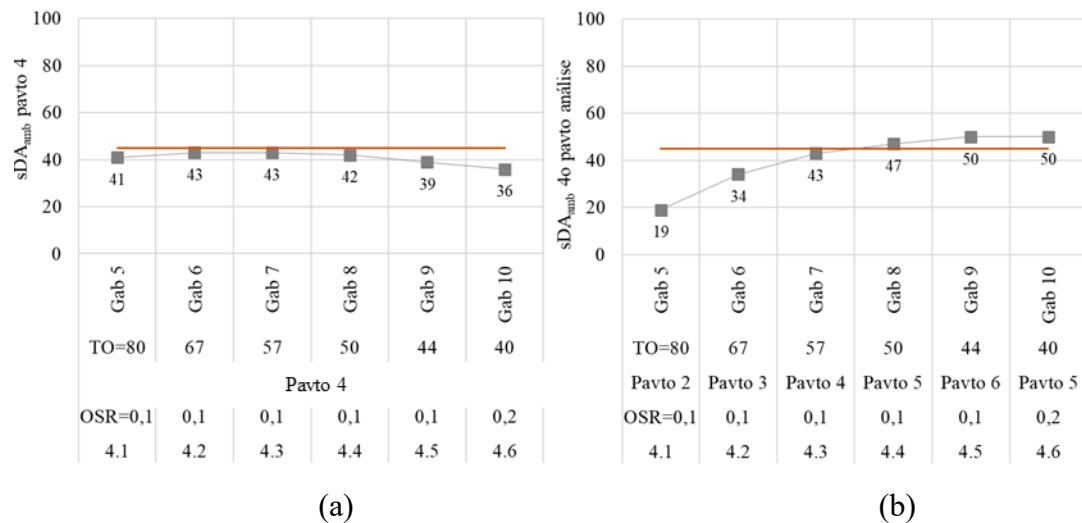 100
80
60
40
20
0
sDAamb pavto 4
41
43
43
42
39
36
Gab 5
Gab 6
Gab 7
Gab 8
Gab 9
Gab 10
TO=80 67 57 50 44 40
Pavto 4
OSR=0,1 0,1 0,1 0,1 0,1 0,2
4.1 4.2 4.3 4.4 4.5 4.6
(a)
100
80
60
40
20
0
sDAamb 4o pavto análise
19
34
43
47
50
50
Gab 5
Gab 6
Gab 7
Gab 8
Gab 9
Gab 10
TO=80 67 57 50 44 40
Pavto 2 Pavto 3 Pavto 4 Pavto 5 Pavto 6 Pavto 5
OSR=0,1 0,1 0,1 0,1 0,1 0,2
4.1 4.2 4.3 4.4 4.5 4.6
(b)